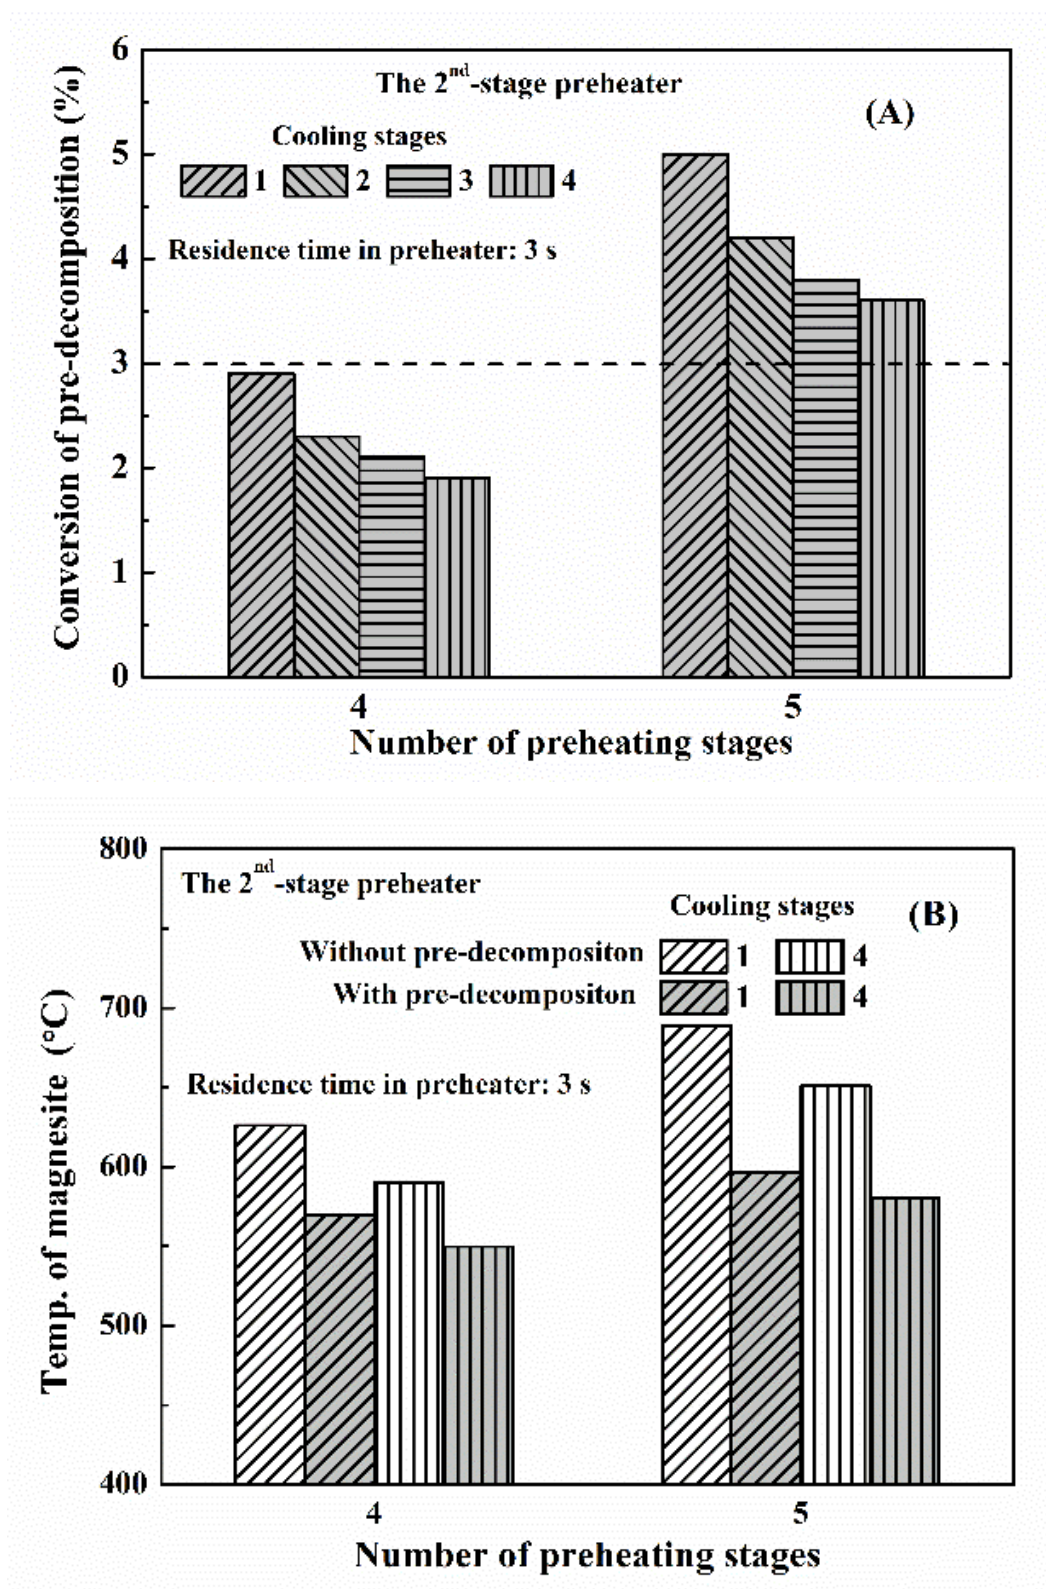 6
The 2nd-stage preheater
(A)
Cooling stages
5
1 2 3 4
4
Residence time in preheater: 3 s
3
2
1
0
Conversion of pre-decomposition (%)
4 5
Number of preheating stages
800
The 2nd-stage preheater
Cooling stages
(B)
Without pre-decompositon 1 4
With pre-decompositon 1 4
700
Residence time in preheater: 3 s
600
500
400
Temp. of magnesite (°C)
4 5
Number of preheating stages